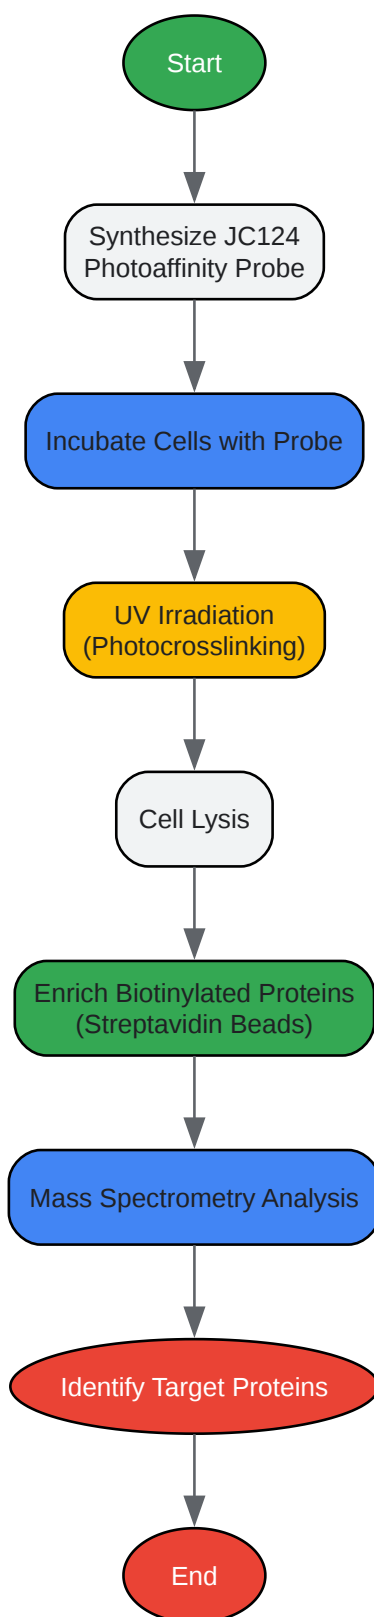 Start
Synthesize JC124
Photoaffinity Probe
Incubate Cells with Probe
UV Irradiation
(Photocrosslinking)
Cell Lysis
Enrich Biotinylated Proteins
(Streptavidin Beads)
Mass Spectrometry Analysis
Identify Target Proteins
End